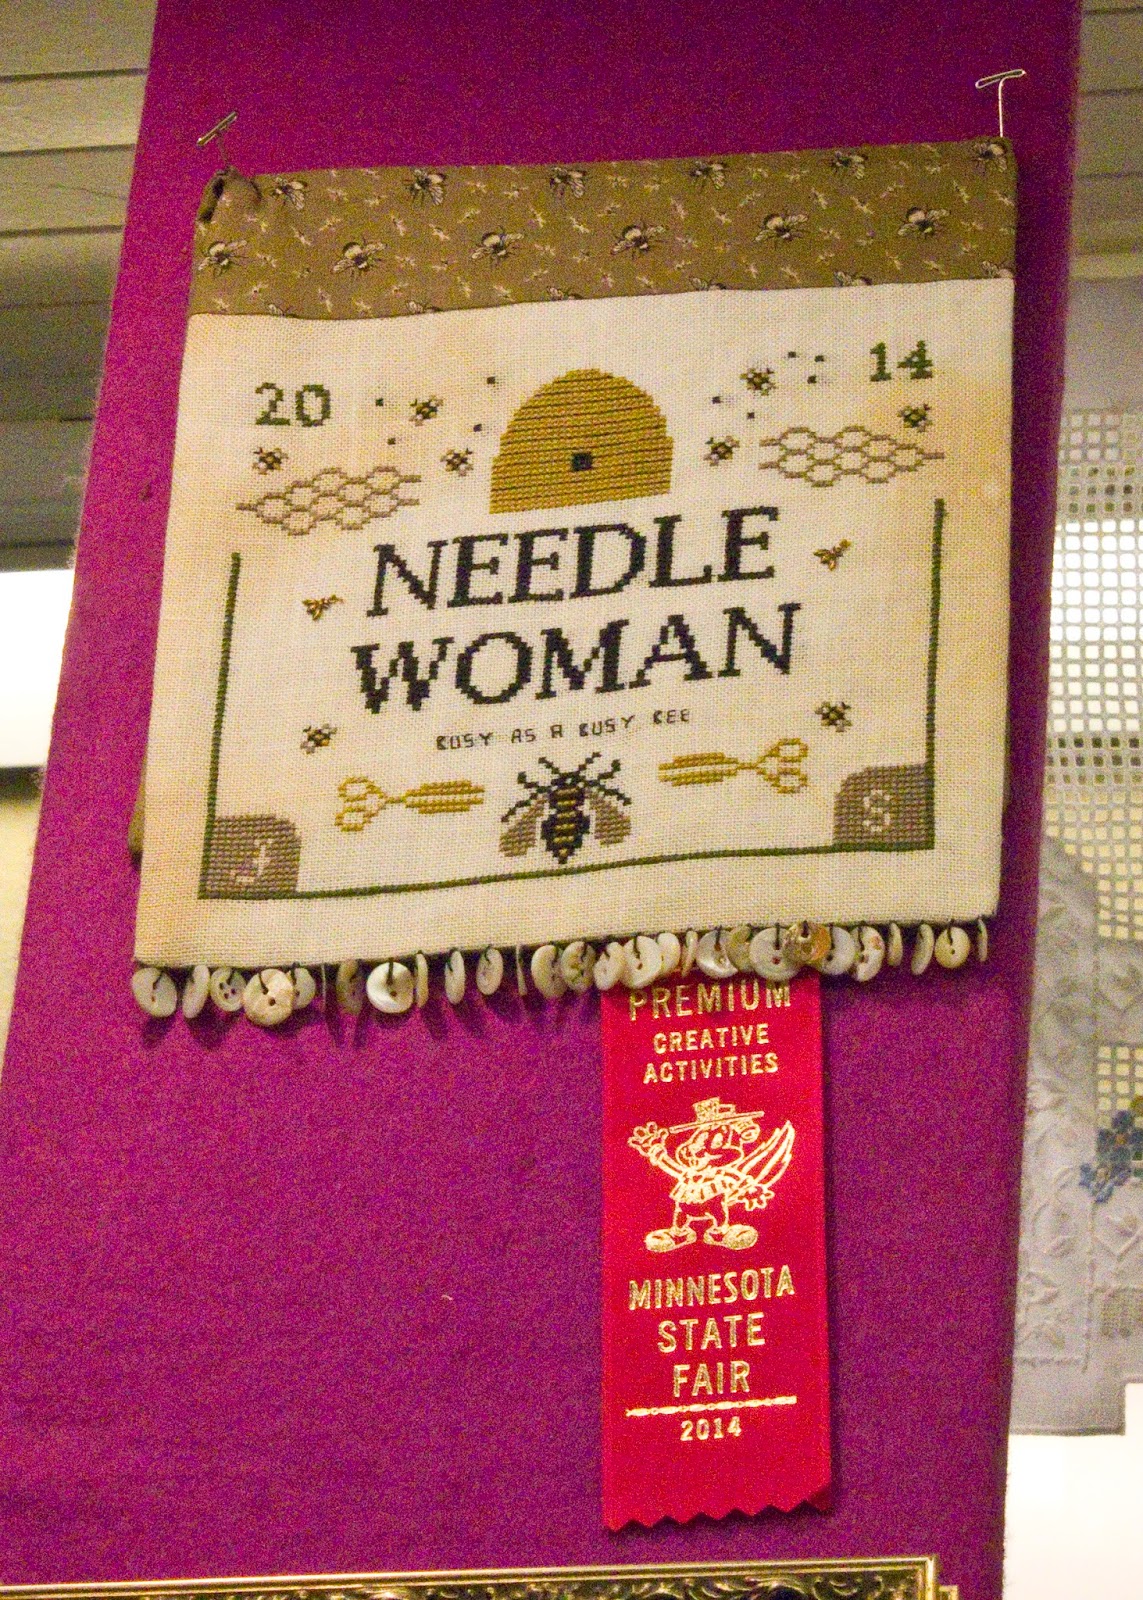 20 14
NEEDLE
WOMAN
BUSY AS A BUSY BEE
J S
PREMIUM
CREATIVE
ACTIVITIES
MINNESOTA
STATE
FAIR
2014